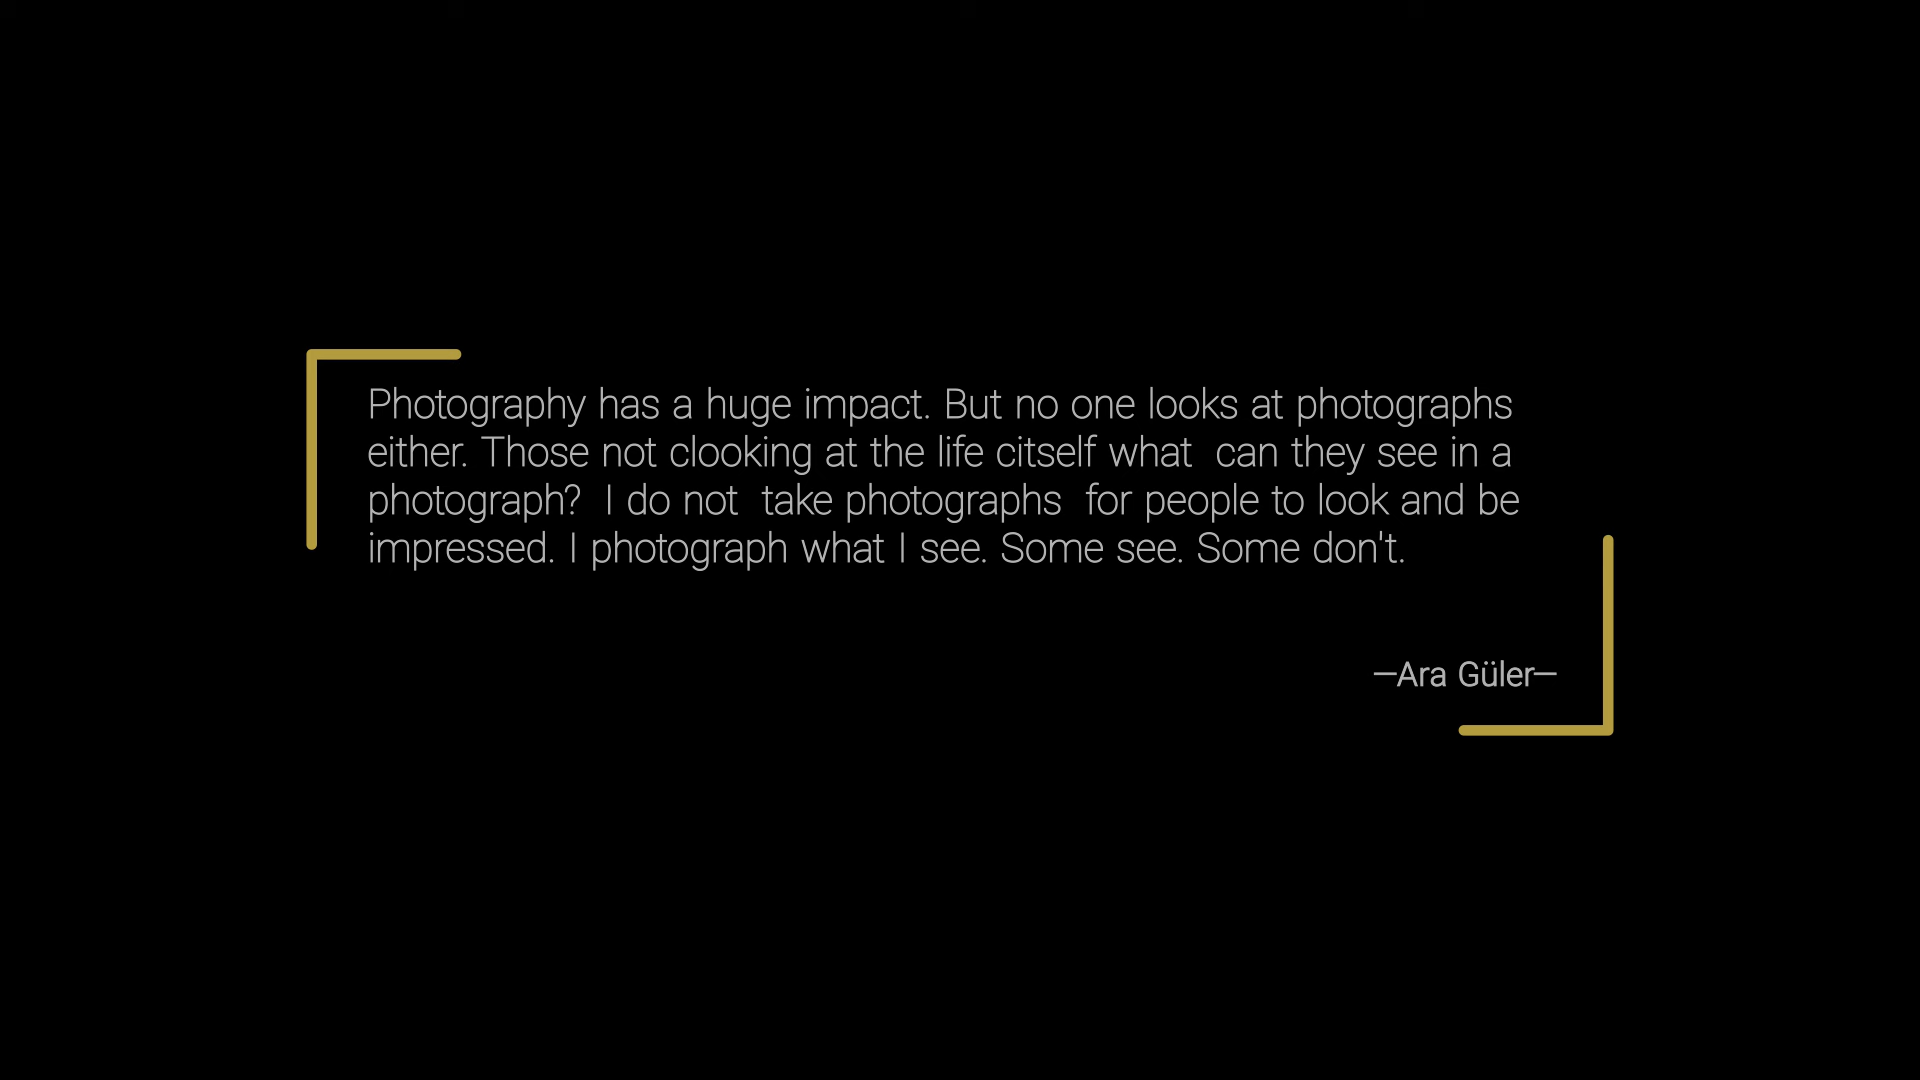 Photography has a huge impact. But no one looks at photographs
either. Those not clooking at the life citself what  can they see in a
photograph?  I do not  take photographs  for people to look and be
impressed. I photograph what I see. Some see. Some don't.
—Ara Güler—